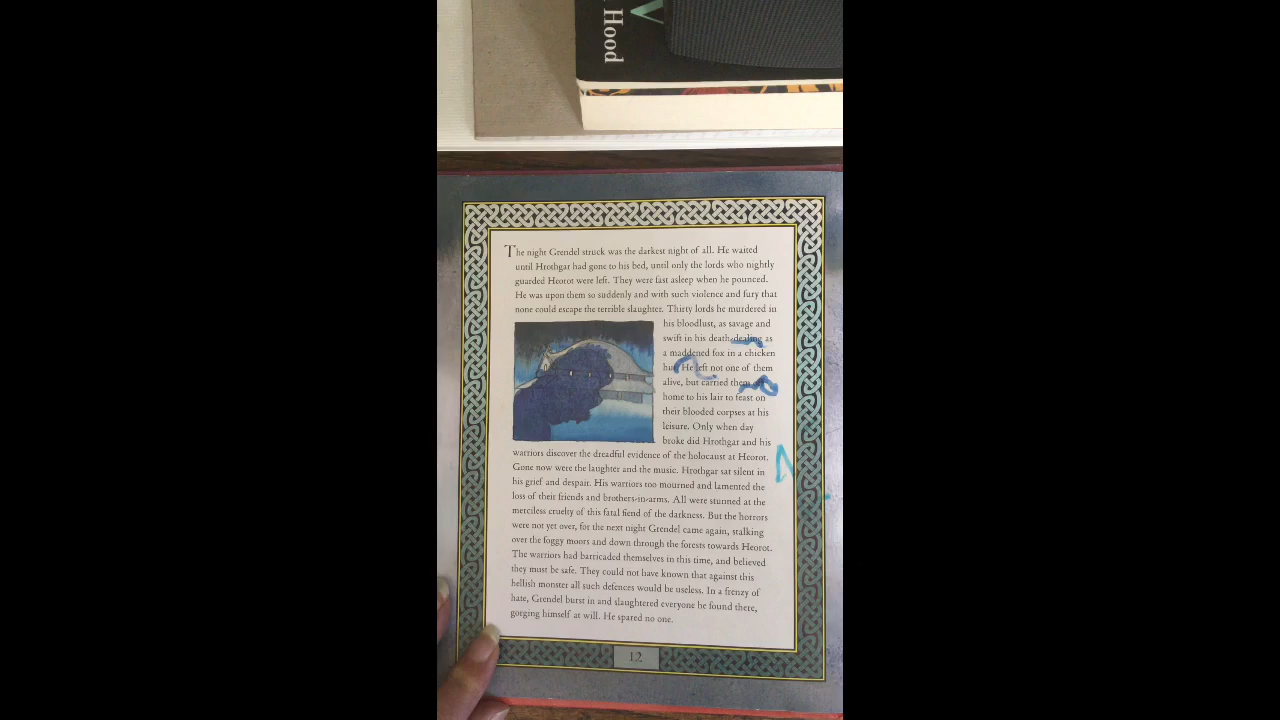 Hood
The night Grendel struck was the darkest night of all. He waited
until Hrothgar had gone to his bed, until only the lords who nightly
guarded Heorot were left. They were fast asleep when he pounced.
He was upon them so suddenly and with such violence and fury that
none could escape the terrible slaughter. Thirty lords he murdered in
his bloodlust, as savage and
swift in his death-dealing as
a maddened fox in a chicken
hut. He left not one of them
alive, but carried them off
home to his lair to feast on
their blooded corpses at his
leisure. Only when day
broke did Hrothgar and his
warriors discover the dreadful evidence of the holocaust at Heorot.
Gone now were the laughter and the music. Hrothgar sat silent in
his grief and despair. His warriors too mourned and lamented the
loss of their friends and brothers-in-arms. All were stunned at the
merciless cruelty of this fatal fiend of the darkness. But the horrors
were not yet over, for the next night Grendel came again, stalking
over the foggy moors and down through the forests towards Heorot.
The warriors had barricaded themselves in this time, and believed
they must be safe. They could not have known that against this
hellish monster all such defences would be useless. In a frenzy of
hate, Grendel burst in and slaughtered everyone he found there,
gorging himself at will. He spared no one.
12